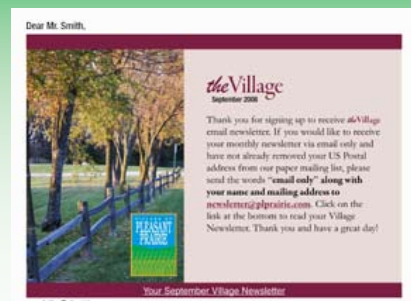 Dear Mr. Smith,
theVillage
September 2008
Thank you for signing up to receive theVillage
email newsletter. If you would like to receive
your monthly newsletter via email only and
have not already removed your US Postal
address from our paper mailing list, please
send the words "email only" along with
your name and mailing address to
newsletter@plprairie.com. Click on the
link at the bottom to read your Village
Newsletter. Thank you and have a great day!
VILLAGE OF
PLEASANT
PRAIRIE
Your September Village Newsletter